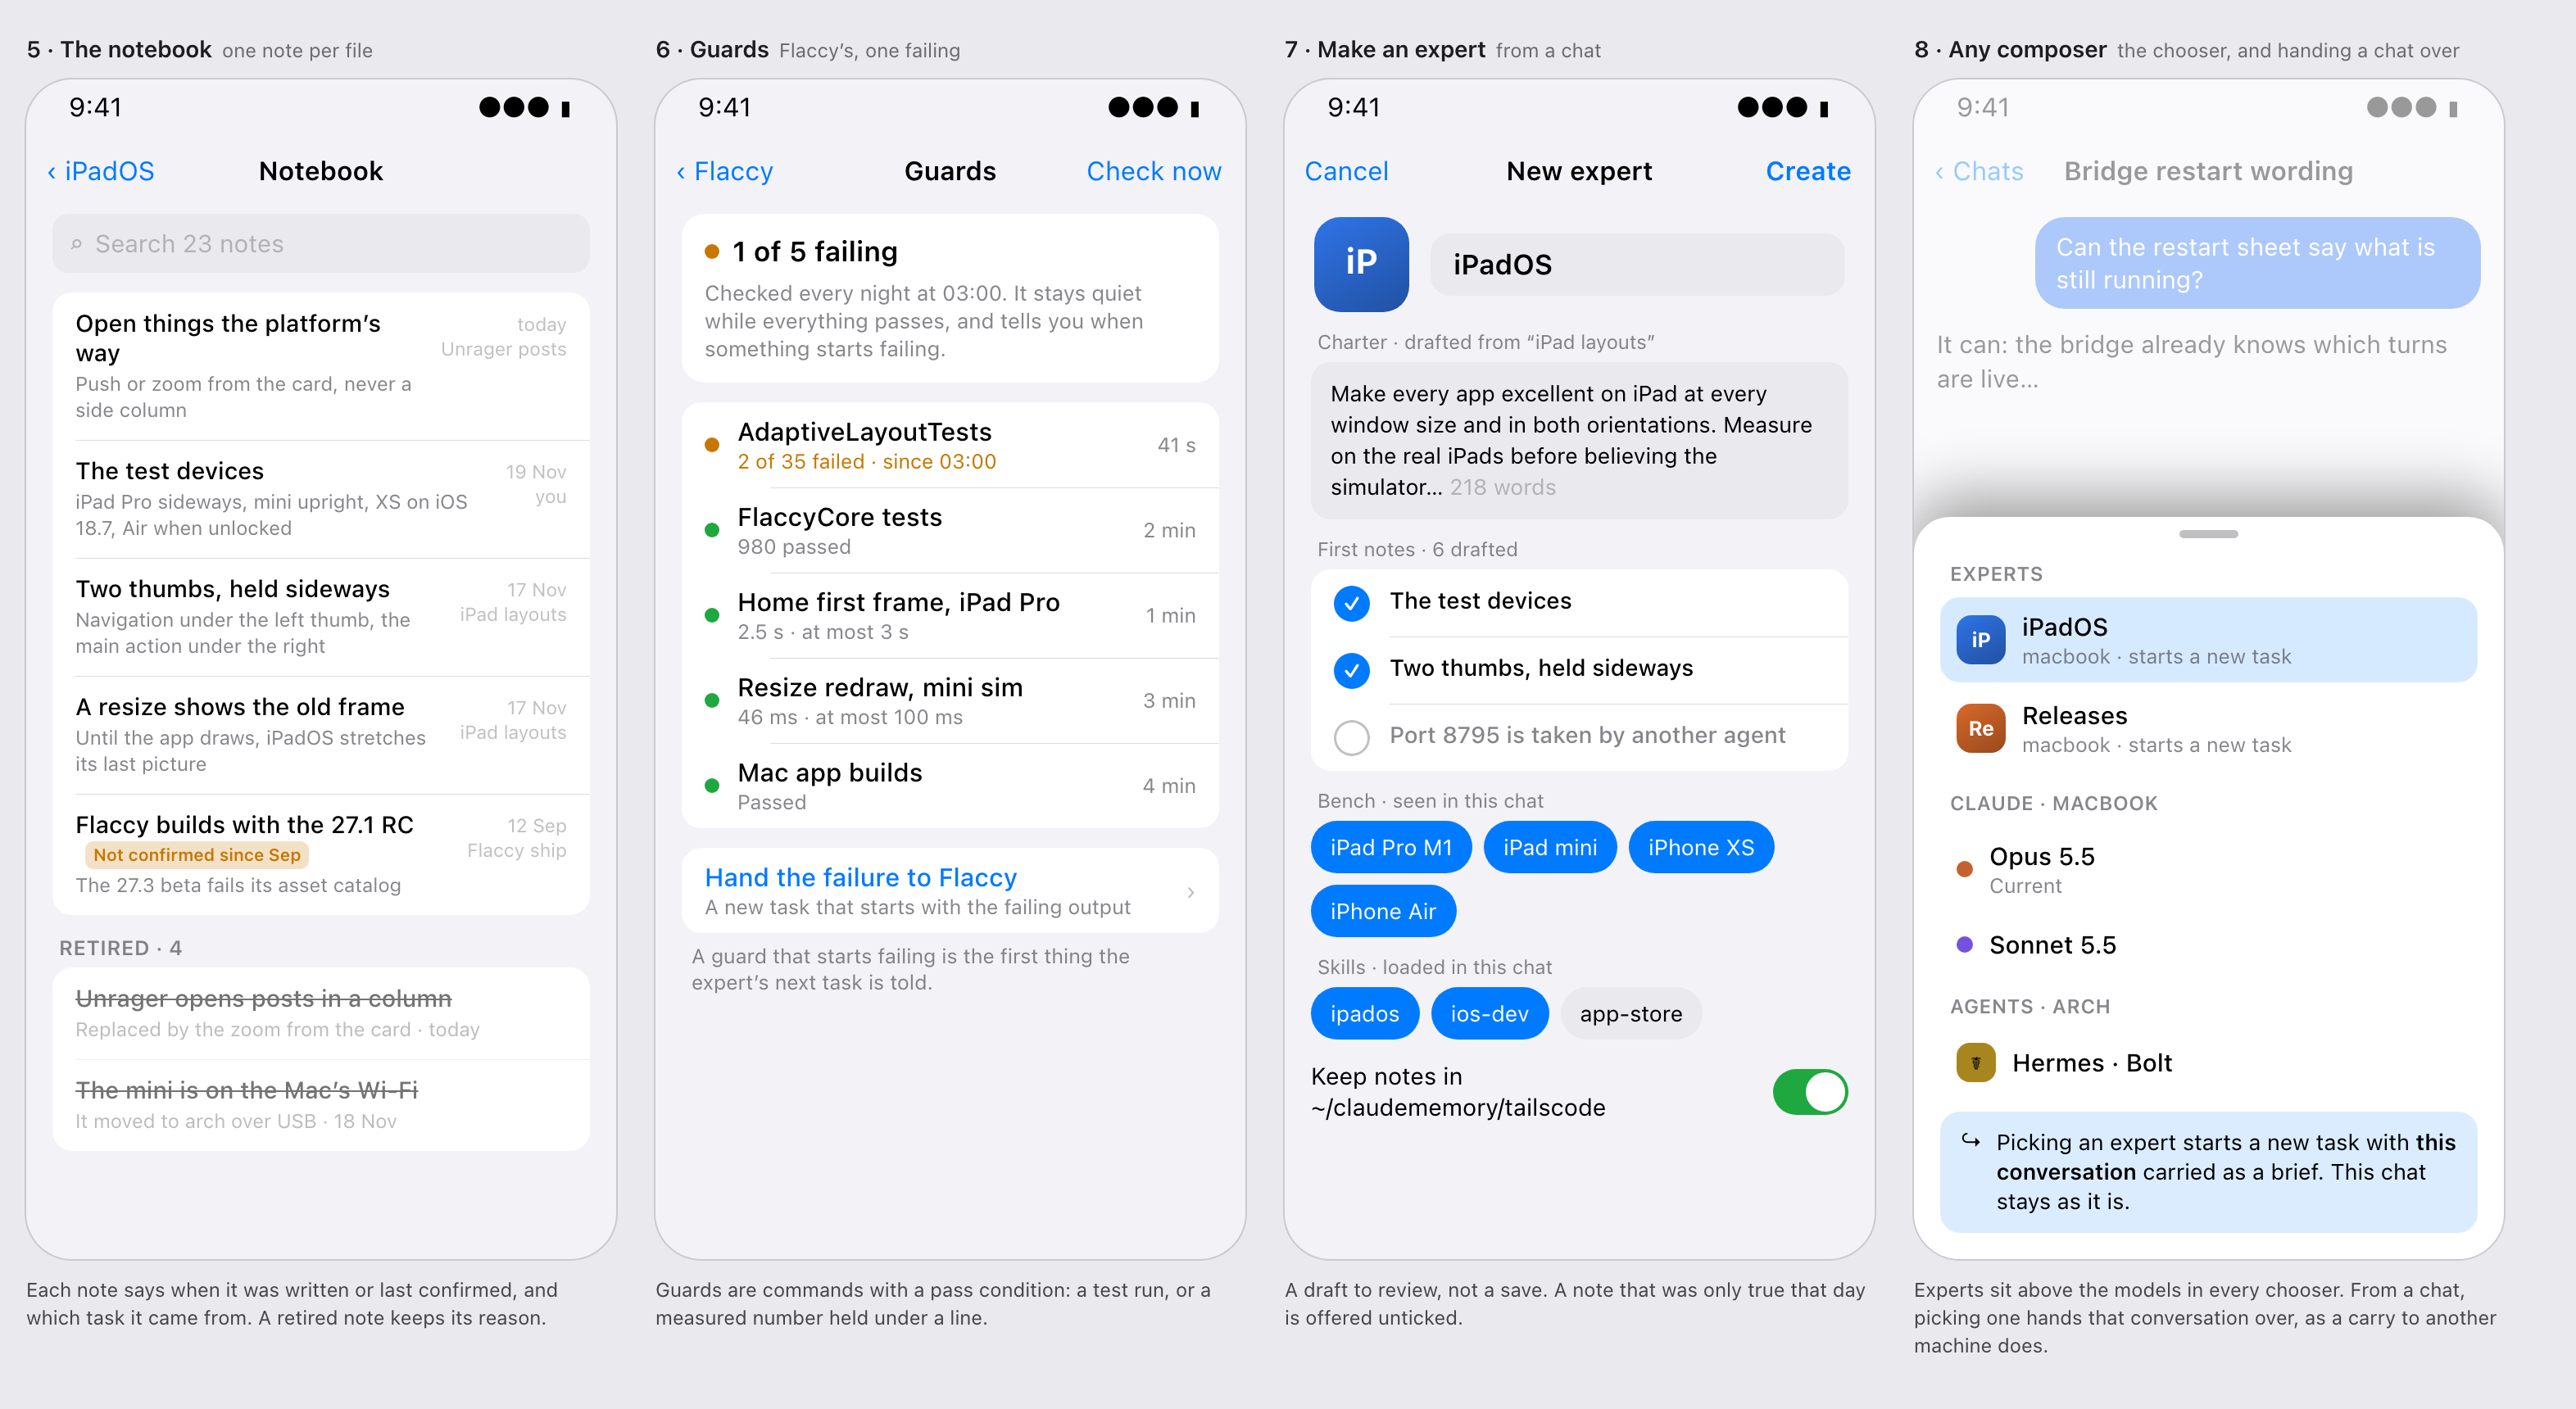 5 · The notebook one note per file
9:41
‹ iPadOS
Notebook
Search 23 notes
Open things the platform’s
way
today
Unrager posts
Push or zoom from the card, never a
side column
The test devices
19 Nov
you
iPad Pro sideways, mini upright, XS on iOS
18.7, Air when unlocked
Two thumbs, held sideways
17 Nov
iPad layouts
Navigation under the left thumb, the
main action under the right
A resize shows the old frame
17 Nov
iPad layouts
Until the app draws, iPadOS stretches
its last picture
Flaccy builds with the 27.1 RC
Not confirmed since Sep
12 Sep
Flaccy ship
The 27.3 beta fails its asset catalog
RETIRED · 4
Unrager opens posts in a column
Replaced by the zoom from the card · today
The mini is on the Mac’s Wi-Fi
It moved to arch over USB · 18 Nov
Each note says when it was written or last confirmed, and
which task it came from. A retired note keeps its reason.
6 · Guards Flaccy’s, one failing
9:41
‹ Flaccy
Guards
Check now
1 of 5 failing
Checked every night at 03:00. It stays quiet
while everything passes, and tells you when
something starts failing.
AdaptiveLayoutTests
2 of 35 failed · since 03:00
41 s
FlaccyCore tests
980 passed
2 min
Home first frame, iPad Pro
2.5 s · at most 3 s
1 min
Resize redraw, mini sim
46 ms · at most 100 ms
3 min
Mac app builds
Passed
4 min
Hand the failure to Flaccy
A new task that starts with the failing output
›
A guard that starts failing is the first thing the
expert’s next task is told.
Guards are commands with a pass condition: a test run, or a
measured number held under a line.
7 · Make an expert from a chat
9:41
Cancel
New expert
Create
iP
iPadOS
Charter · drafted from “iPad layouts”
Make every app excellent on iPad at every
window size and in both orientations. Measure
on the real iPads before believing the
simulator… 218 words
First notes · 6 drafted
The test devices
Two thumbs, held sideways
Port 8795 is taken by another agent
Bench · seen in this chat
iPad Pro M1
iPad mini
iPhone XS
iPhone Air
Skills · loaded in this chat
ipados
ios-dev
app-store
Keep notes in
~/claudememory/tailscode
A draft to review, not a save. A note that was only true that day
is offered unticked.
8 · Any composer the chooser, and handing a chat over
9:41
‹ Chats
Bridge restart wording
Can the restart sheet say what is
still running?
It can: the bridge already knows which turns
are live…
EXPERTS
iP
iPadOS
macbook · starts a new task
Re
Releases
macbook · starts a new task
CLAUDE · MACBOOK
Opus 5.5
Current
Sonnet 5.5
AGENTS · ARCH
Hermes · Bolt
↪ Picking an expert starts a new task with this
conversation carried as a brief. This chat
stays as it is.
Experts sit above the models in every chooser. From a chat,
picking one hands that conversation over, as a carry to another
machine does.